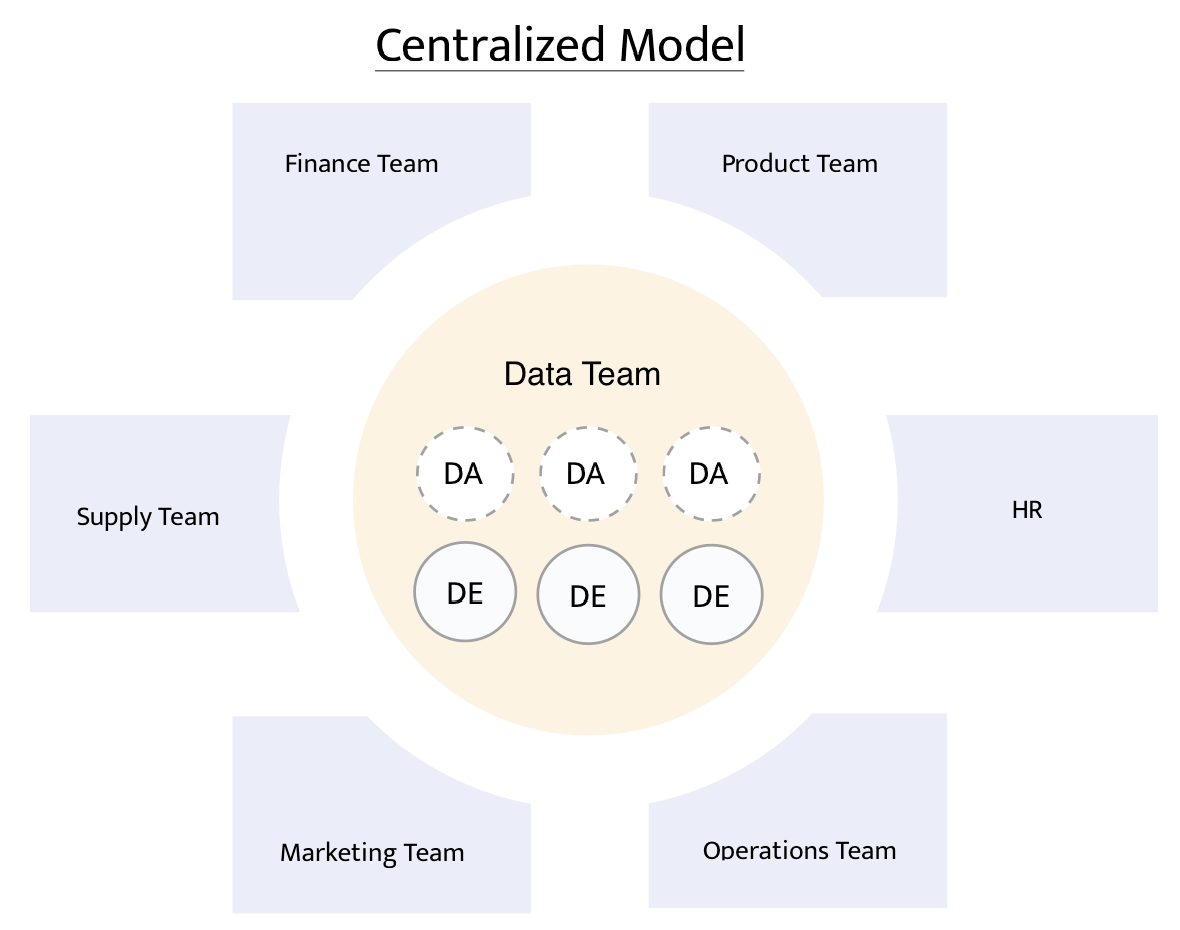 Centralized Model
Finance Team
Product Team
Data Team
DA DA DA
Supply Team
HR
DE DE DE
Marketing Team
Operations Team